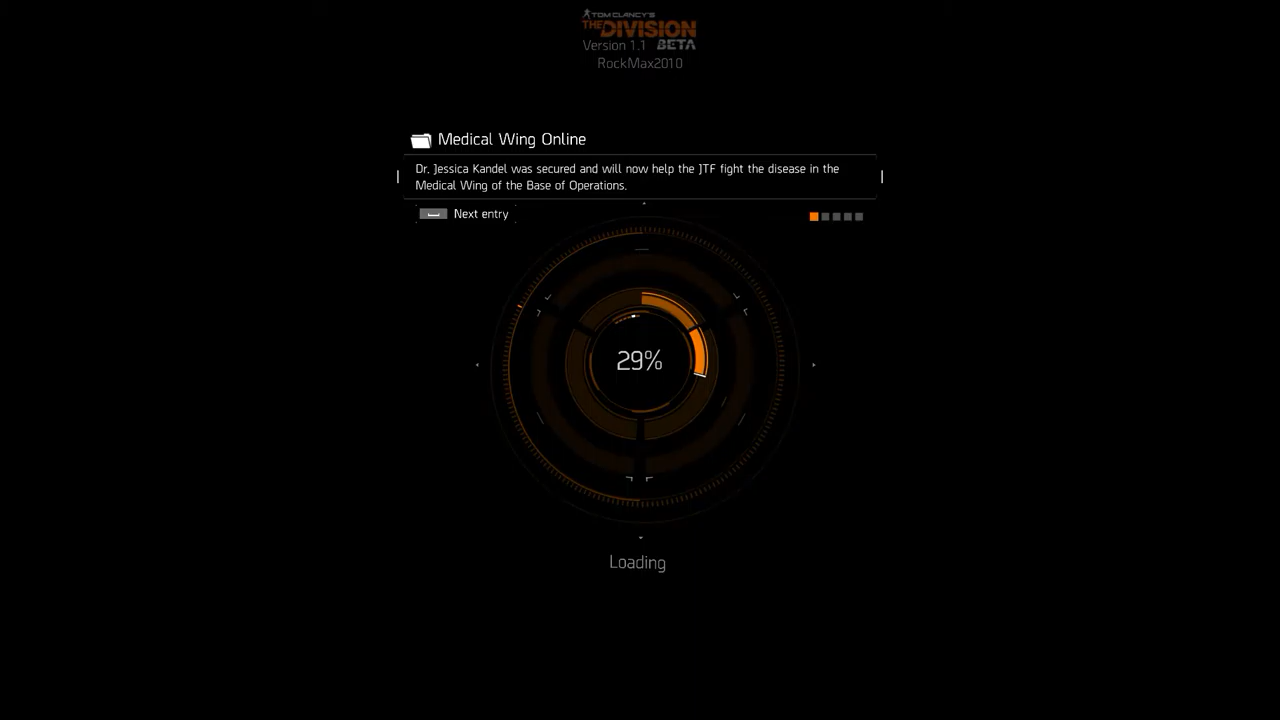 TOM CLANCY'S
THE DIVISION
Version 1.1 BETA
RockMax2010
Medical Wing Online
Dr. Jessica Kandel was secured and will now help the JTF fight the disease in the
Medical Wing of the Base of Operations.
Next entry
29%
Loading